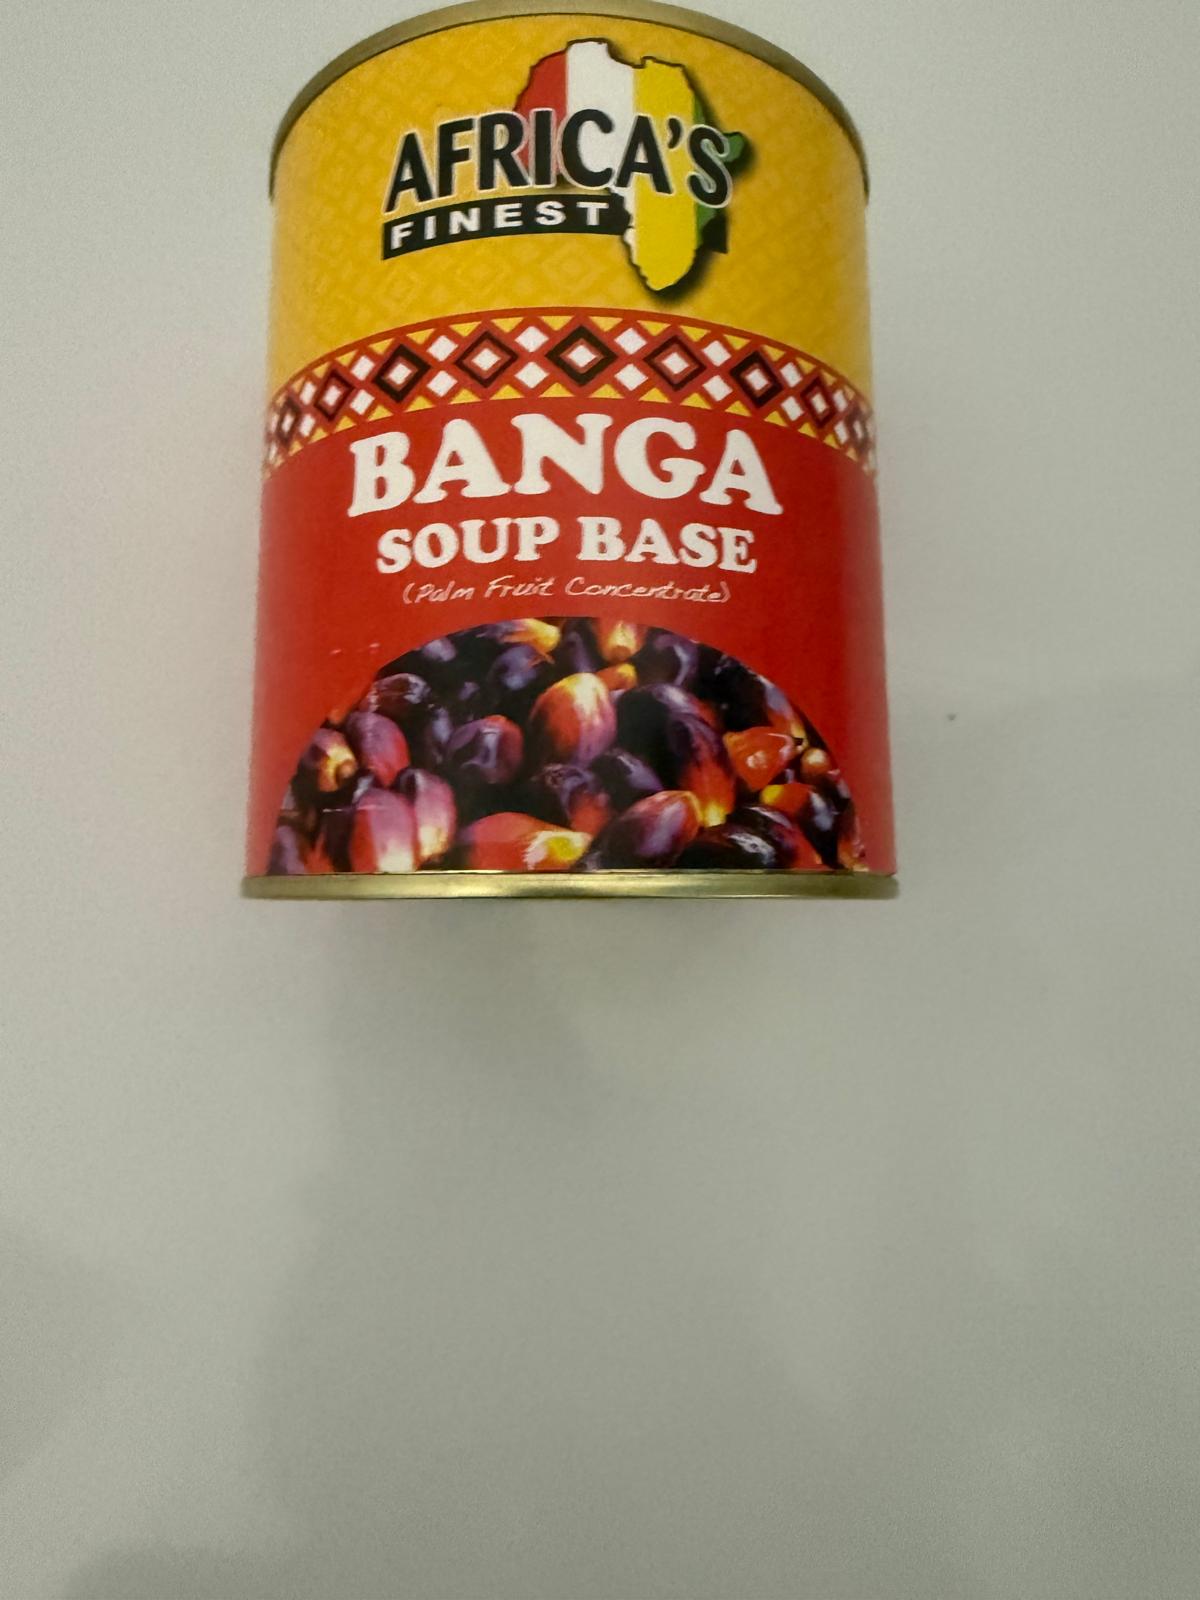 AFRICA'S
FINEST
BANGA
SOUP BASE
(Palm Fruit Concentrate)